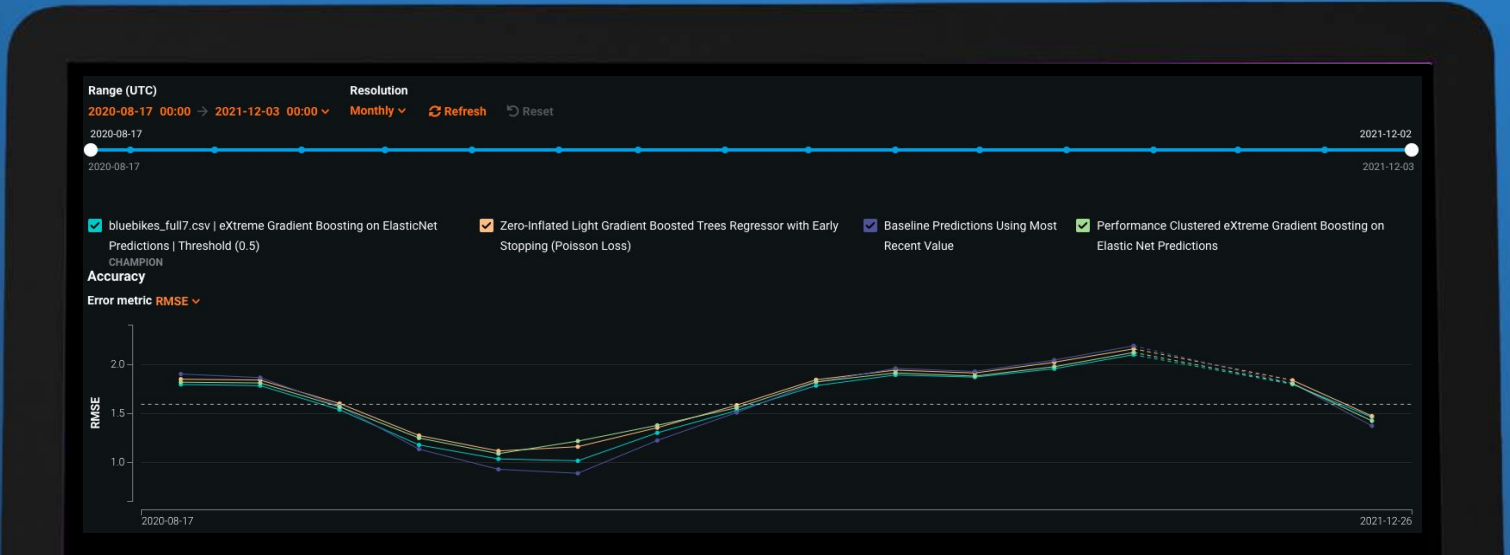 Range (UTC) Resolution
2020-08-17 00:00 → 2021-12-03 00:00 Monthly Refresh Reset
2020-08-17 2021-12-02
2020-08-17 2021-12-03
bluebikes_full7.csv | eXtreme Gradient Boosting on ElasticNet
Predictions | Threshold (0.5)
CHAMPION
Zero-Inflated Light Gradient Boosted Trees Regressor with Early
Stopping (Poisson Loss)
Baseline Predictions Using Most
Recent Value
Performance Clustered eXtreme Gradient Boosting on
Elastic Net Predictions
Accuracy
Error metric RMSE
2.0
1.5
1.0
RMSE
2020-08-17 2021-12-26